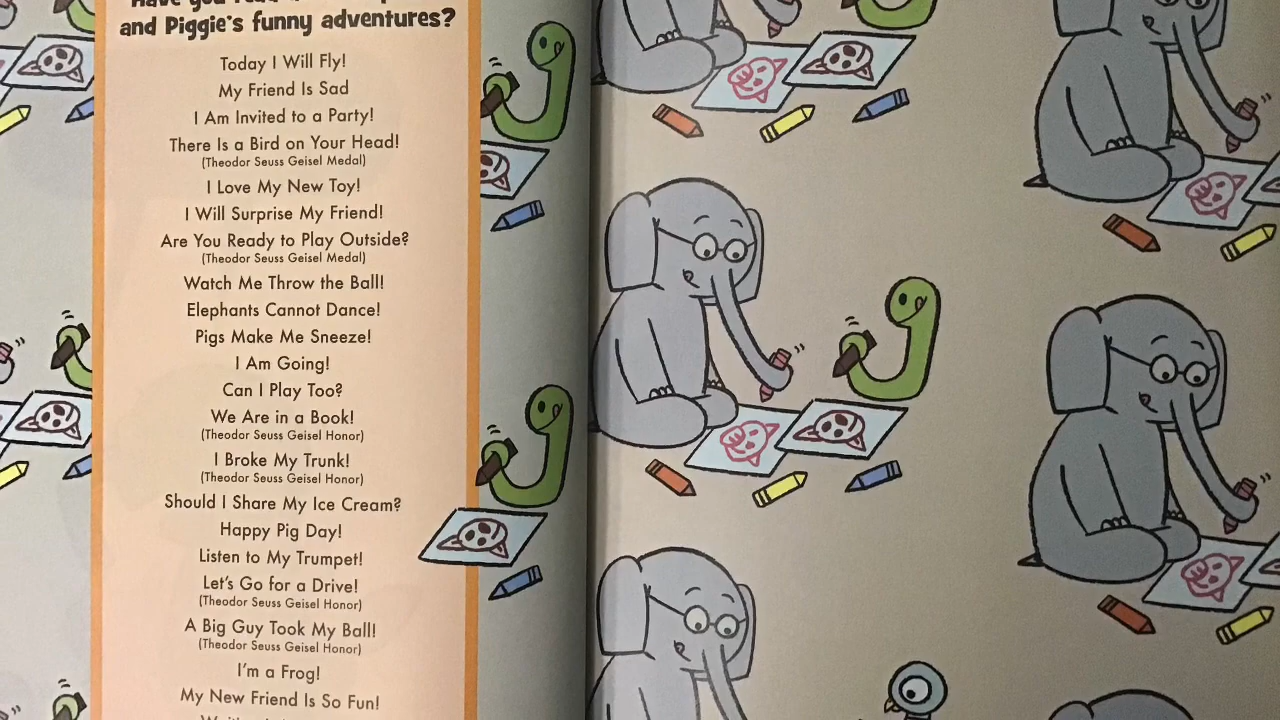 Have you read
and Piggie's funny adventures?
Today I Will Fly!
My Friend Is Sad
I Am Invited to a Party!
There Is a Bird on Your Head!
(Theodor Seuss Geisel Medal)
I Love My New Toy!
I Will Surprise My Friend!
Are You Ready to Play Outside?
(Theodor Seuss Geisel Medal)
Watch Me Throw the Ball!
Elephants Cannot Dance!
Pigs Make Me Sneeze!
I Am Going!
Can I Play Too?
We Are in a Book!
(Theodor Seuss Geisel Honor)
I Broke My Trunk!
(Theodor Seuss Geisel Honor)
Should I Share My Ice Cream?
Happy Pig Day!
Listen to My Trumpet!
Let's Go for a Drive!
(Theodor Seuss Geisel Honor)
A Big Guy Took My Ball!
(Theodor Seuss Geisel Honor)
I'm a Frog!
My New Friend Is So Fun!